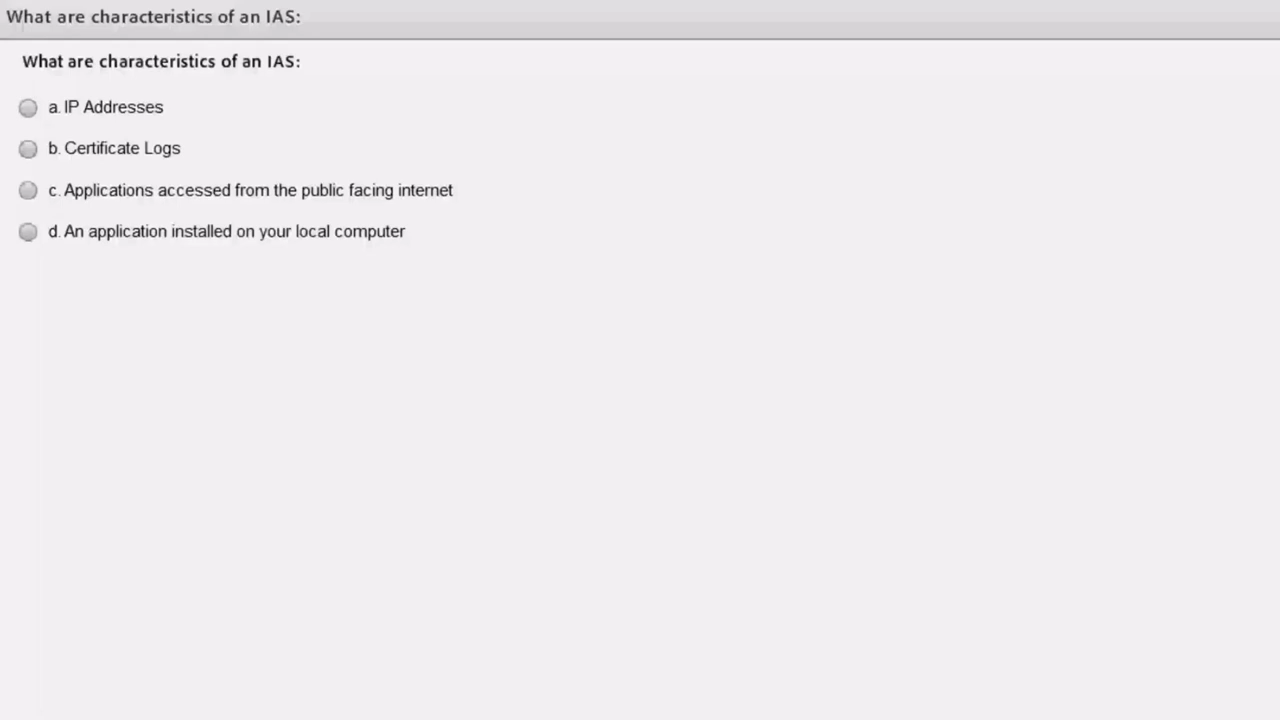 What are characteristics of an IAS:
What are characteristics of an IAS:
a. IP Addresses
b. Certificate Logs
c. Applications accessed from the public facing internet
d. An application installed on your local computer